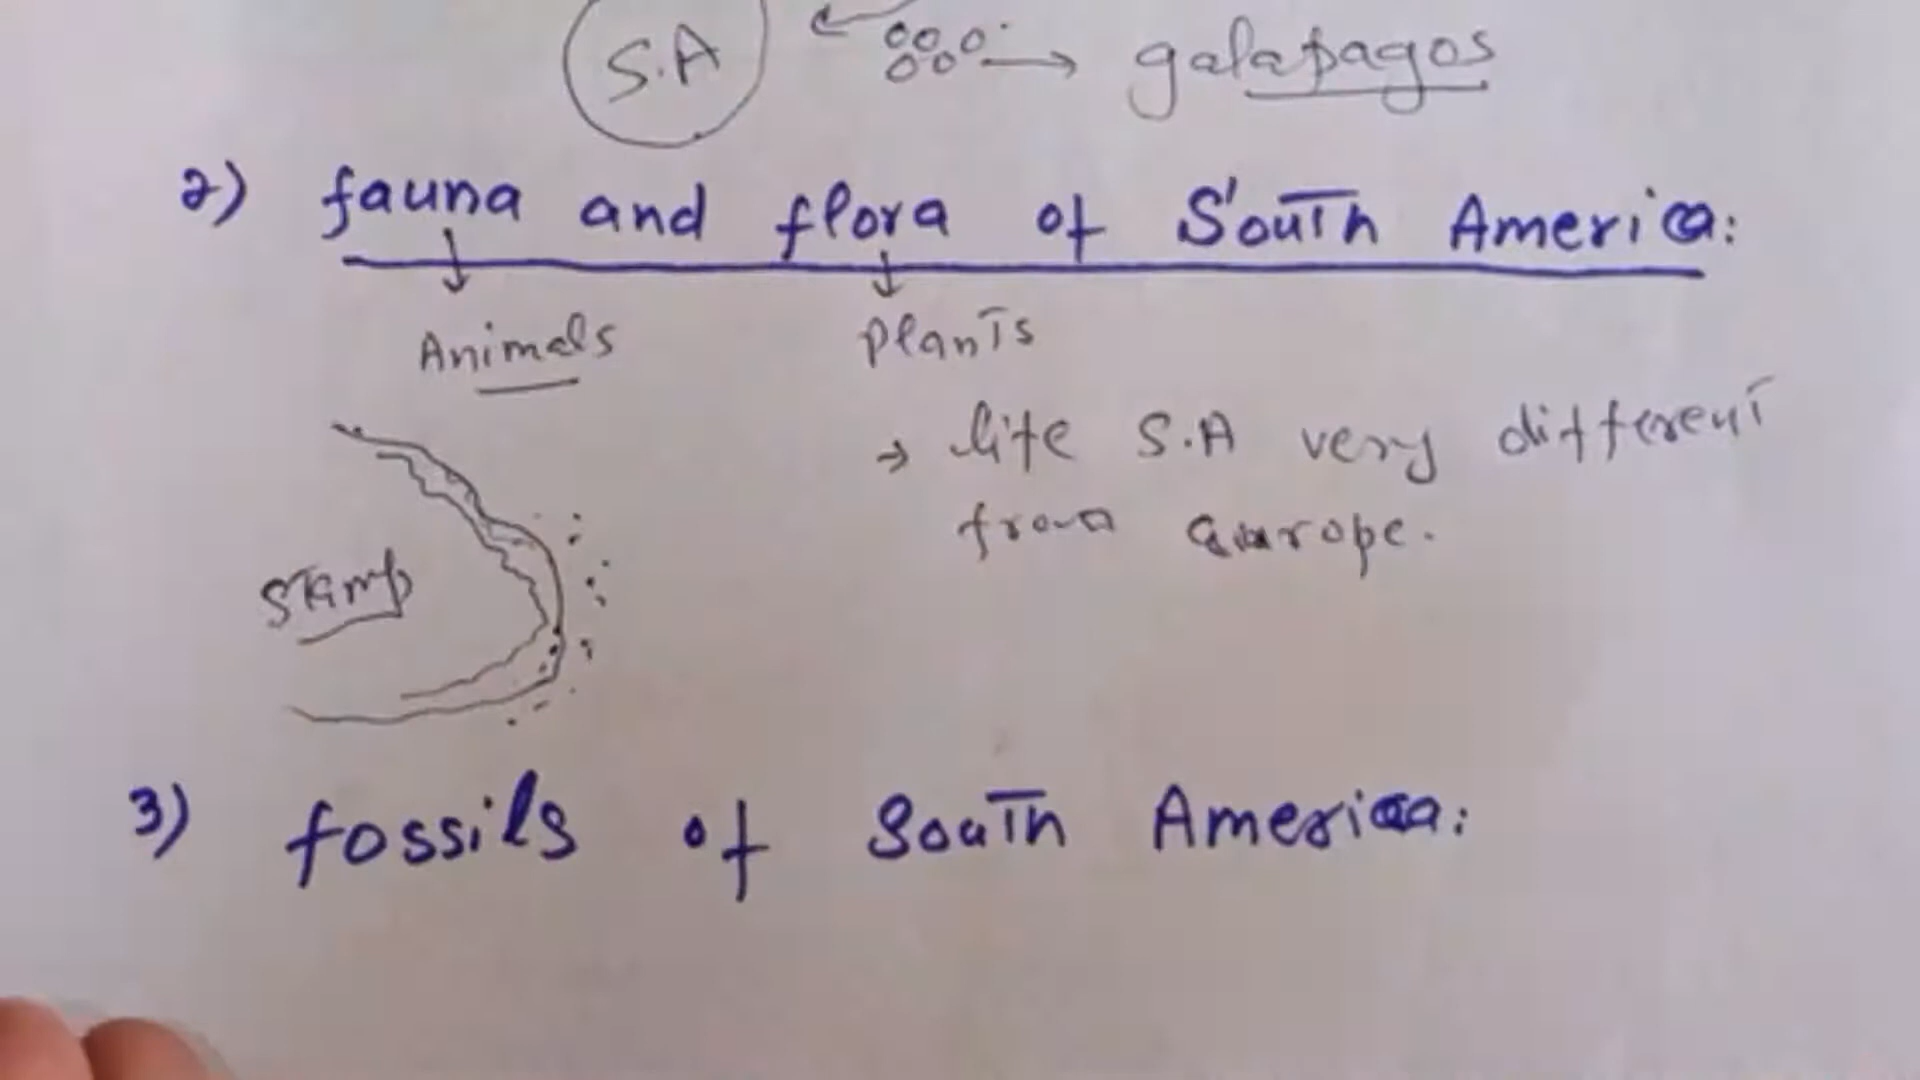 S.A → galapagos
2) fauna and flora of South America:
Animals
Plants
→ life S.A very different
from Europe.
Stamp
3) fossils of South America: